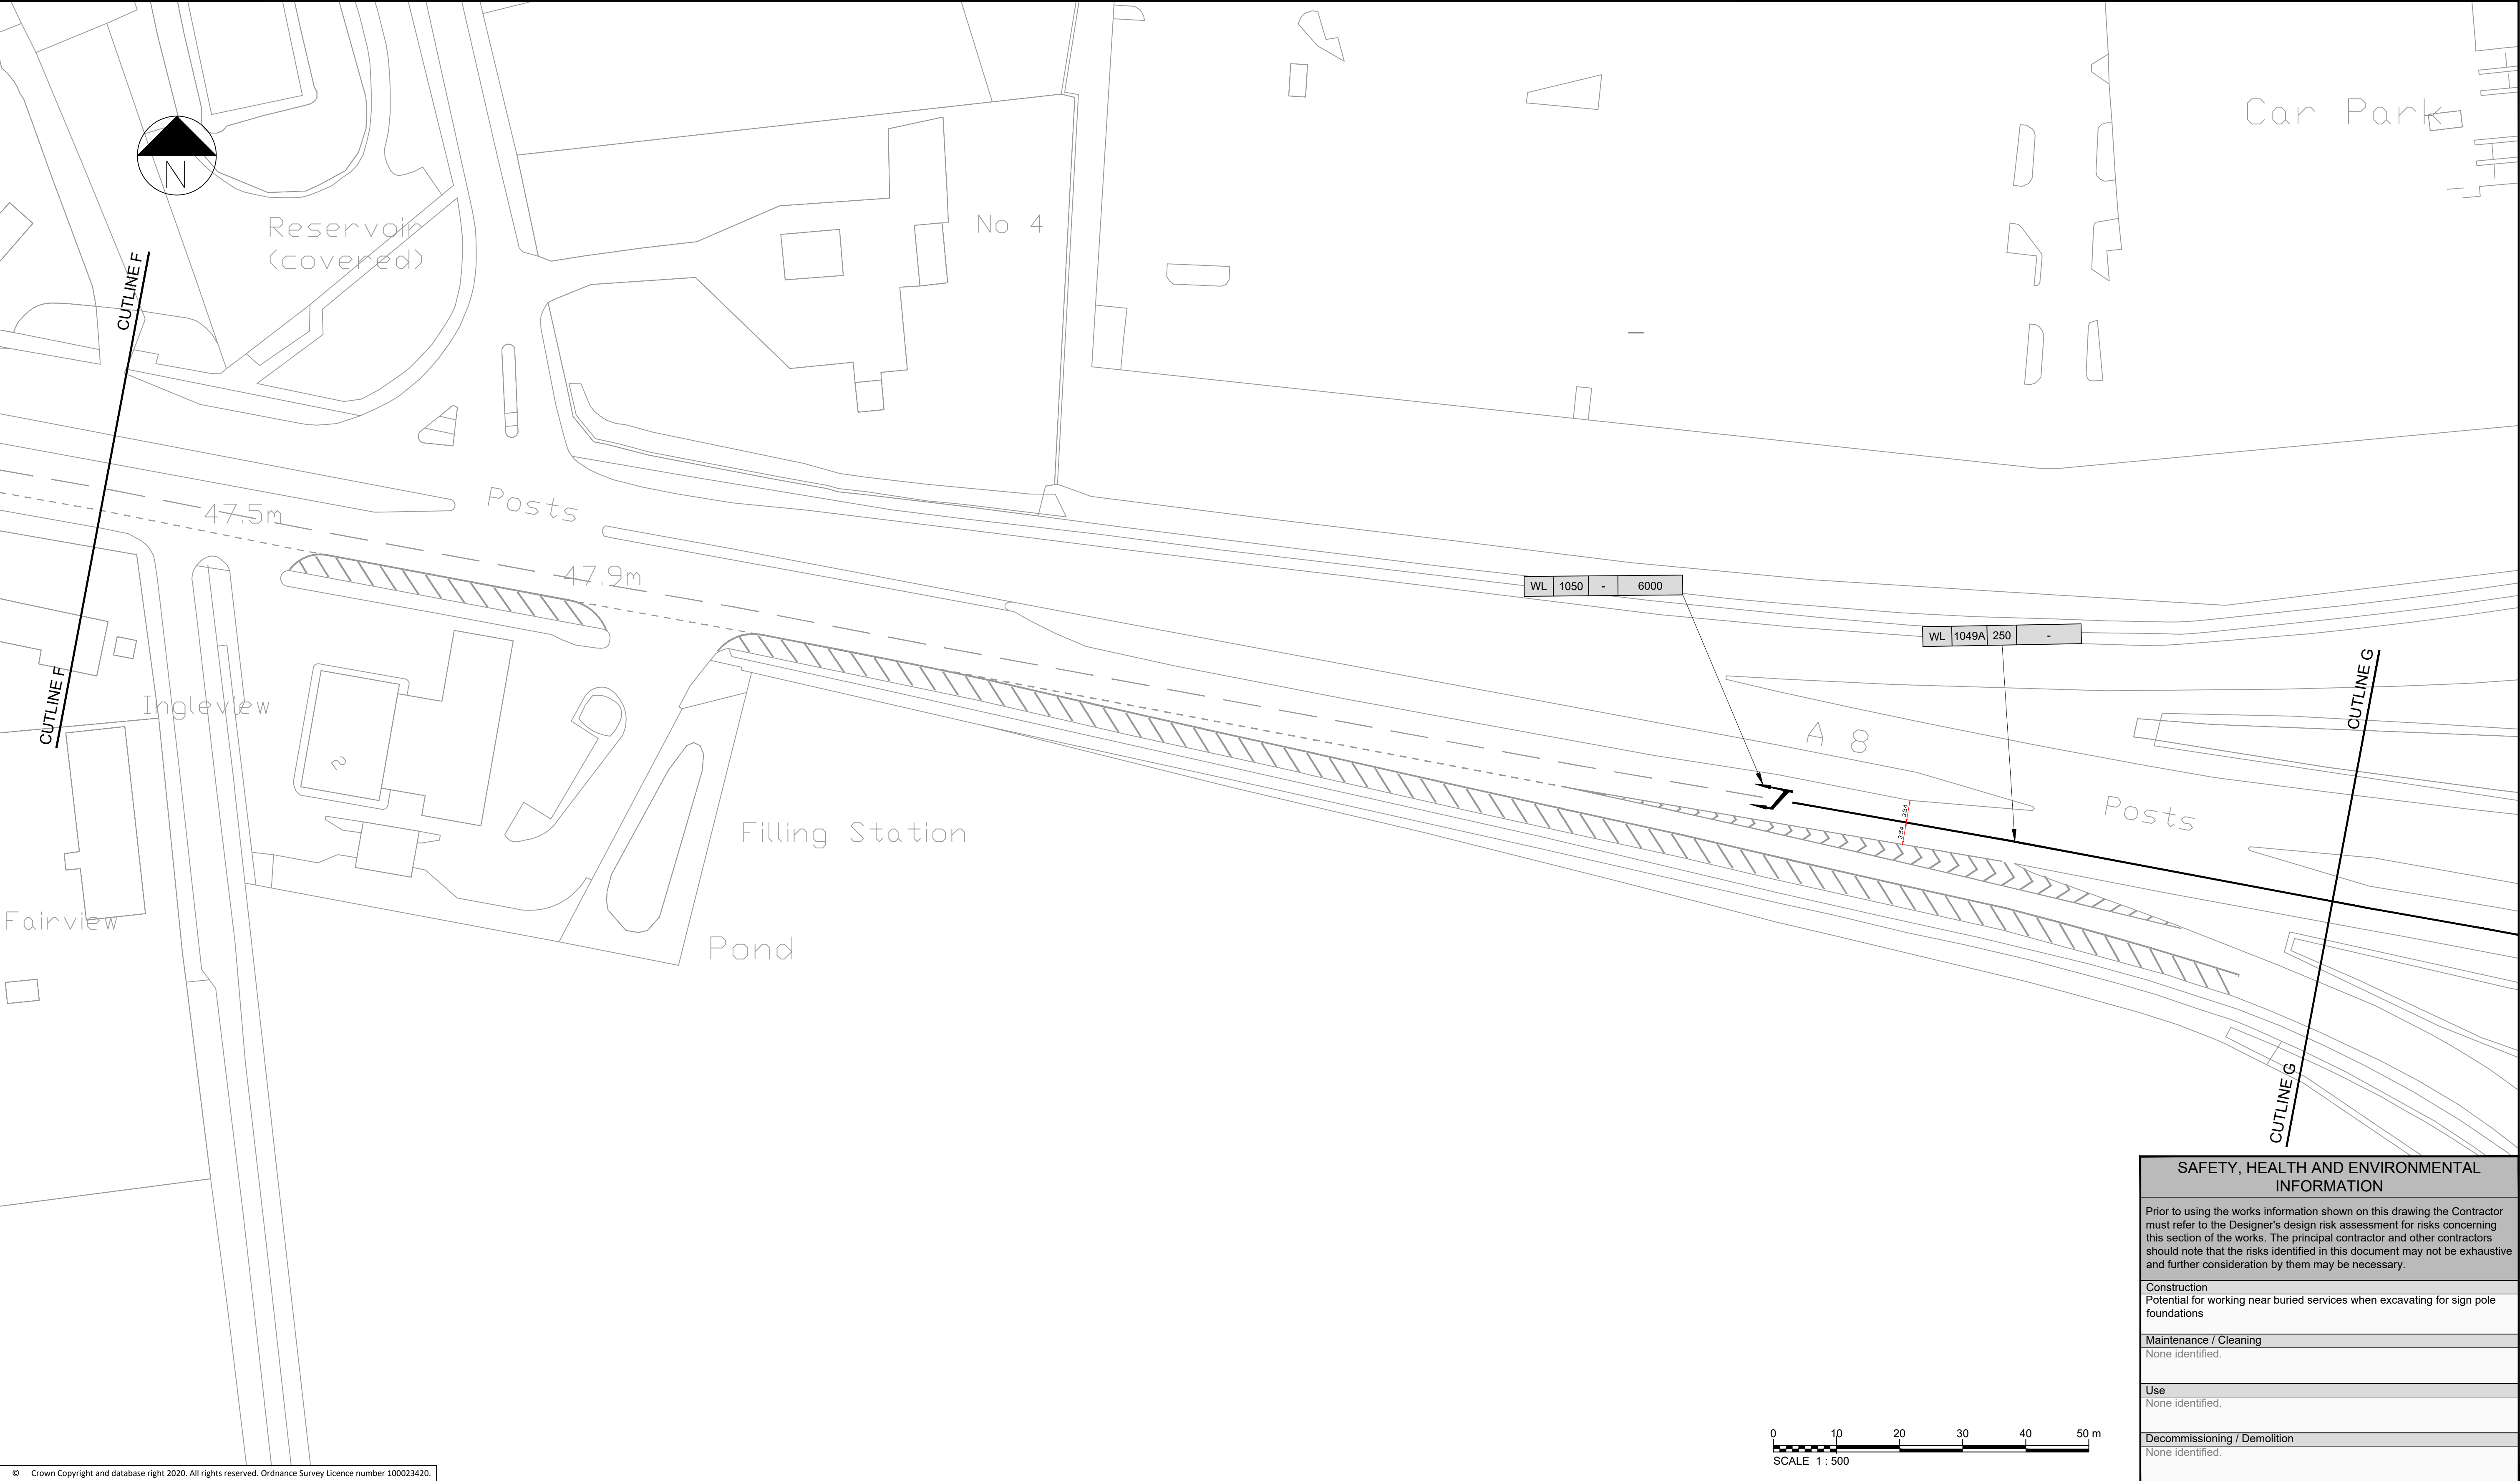 Car Park
N
Reservoir
(covered)
No 4
CUTLINE F
47.5m
Posts
47.9m
WL 1050 - 6000
WL 1049A 250 -
CUTLINE F
Ingleview
CUTLINE G
A 8
2
3.54
3.54
Posts
Filling Station
Fairview
Pond
CUTLINE G
SAFETY, HEALTH AND ENVIRONMENTAL
INFORMATION
Prior to using the works information shown on this drawing the Contractor
must refer to the Designer's design risk assessment for risks concerning
this section of the works. The principal contractor and other contractors
should note that the risks identified in this document may not be exhaustive
and further consideration by them may be necessary.
Construction
Potential for working near buried services when excavating for sign pole
foundations
Maintenance / Cleaning
None identified.
Use
None identified.
Decommissioning / Demolition
None identified.
0 10 20 30 40 50 m
SCALE 1 : 500
© Crown Copyright and database right 2020. All rights reserved. Ordnance Survey Licence number 100023420.